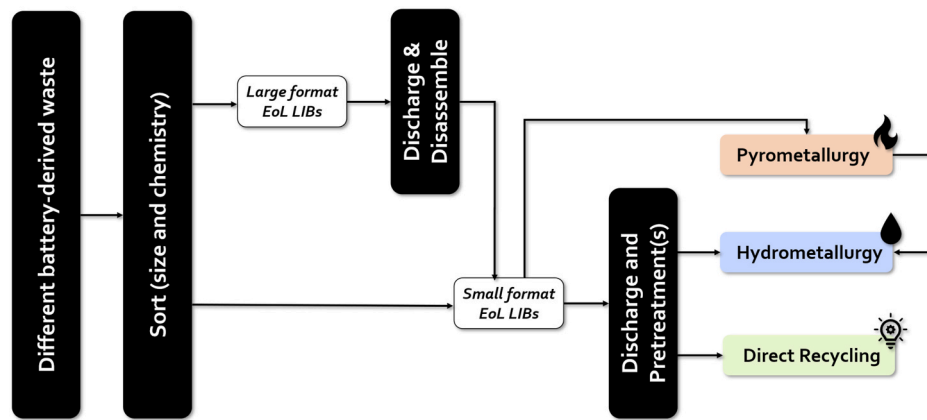 Different battery-derived waste
Sort (size and chemistry)
Large format
EoL LIBs
Discharge &
Disassemble
Small format
EoL LIBs
Discharge and
Pretreatment(s)
Pyrometallurgy
Hydrometallurgy
Direct Recycling